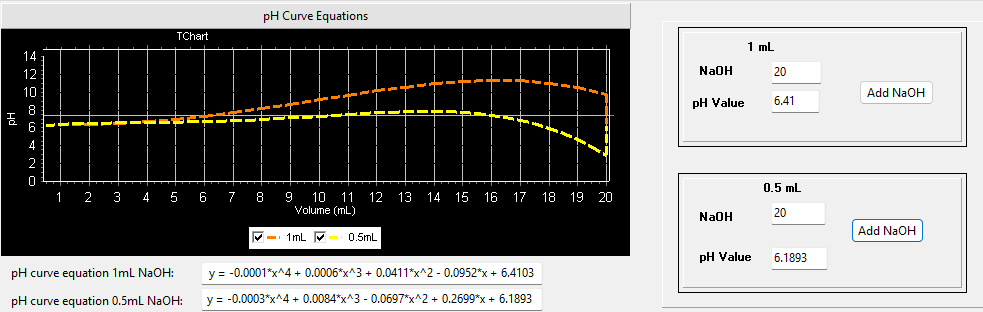 pH Curve Equations
TChart
14
12
10
8
6
4
2
0
pH
1 2 3 4 5 6 7 8 9 10 11 12 13 14 15 16 17 18 19 20
Volume (mL)
1mL 0.5mL
pH curve equation 1mL NaOH: y = -0.0001*x^4 + 0.0006*x^3 + 0.0411*x^2 - 0.0952*x + 6.4103
pH curve equation 0.5mL NaOH: y = -0.0003*x^4 + 0.0084*x^3 - 0.0697*x^2 + 0.2699*x + 6.1893
1 mL
NaOH 20
pH Value 6.41
Add NaOH
0.5 mL
NaOH 20
Add NaOH
pH Value 6.1893